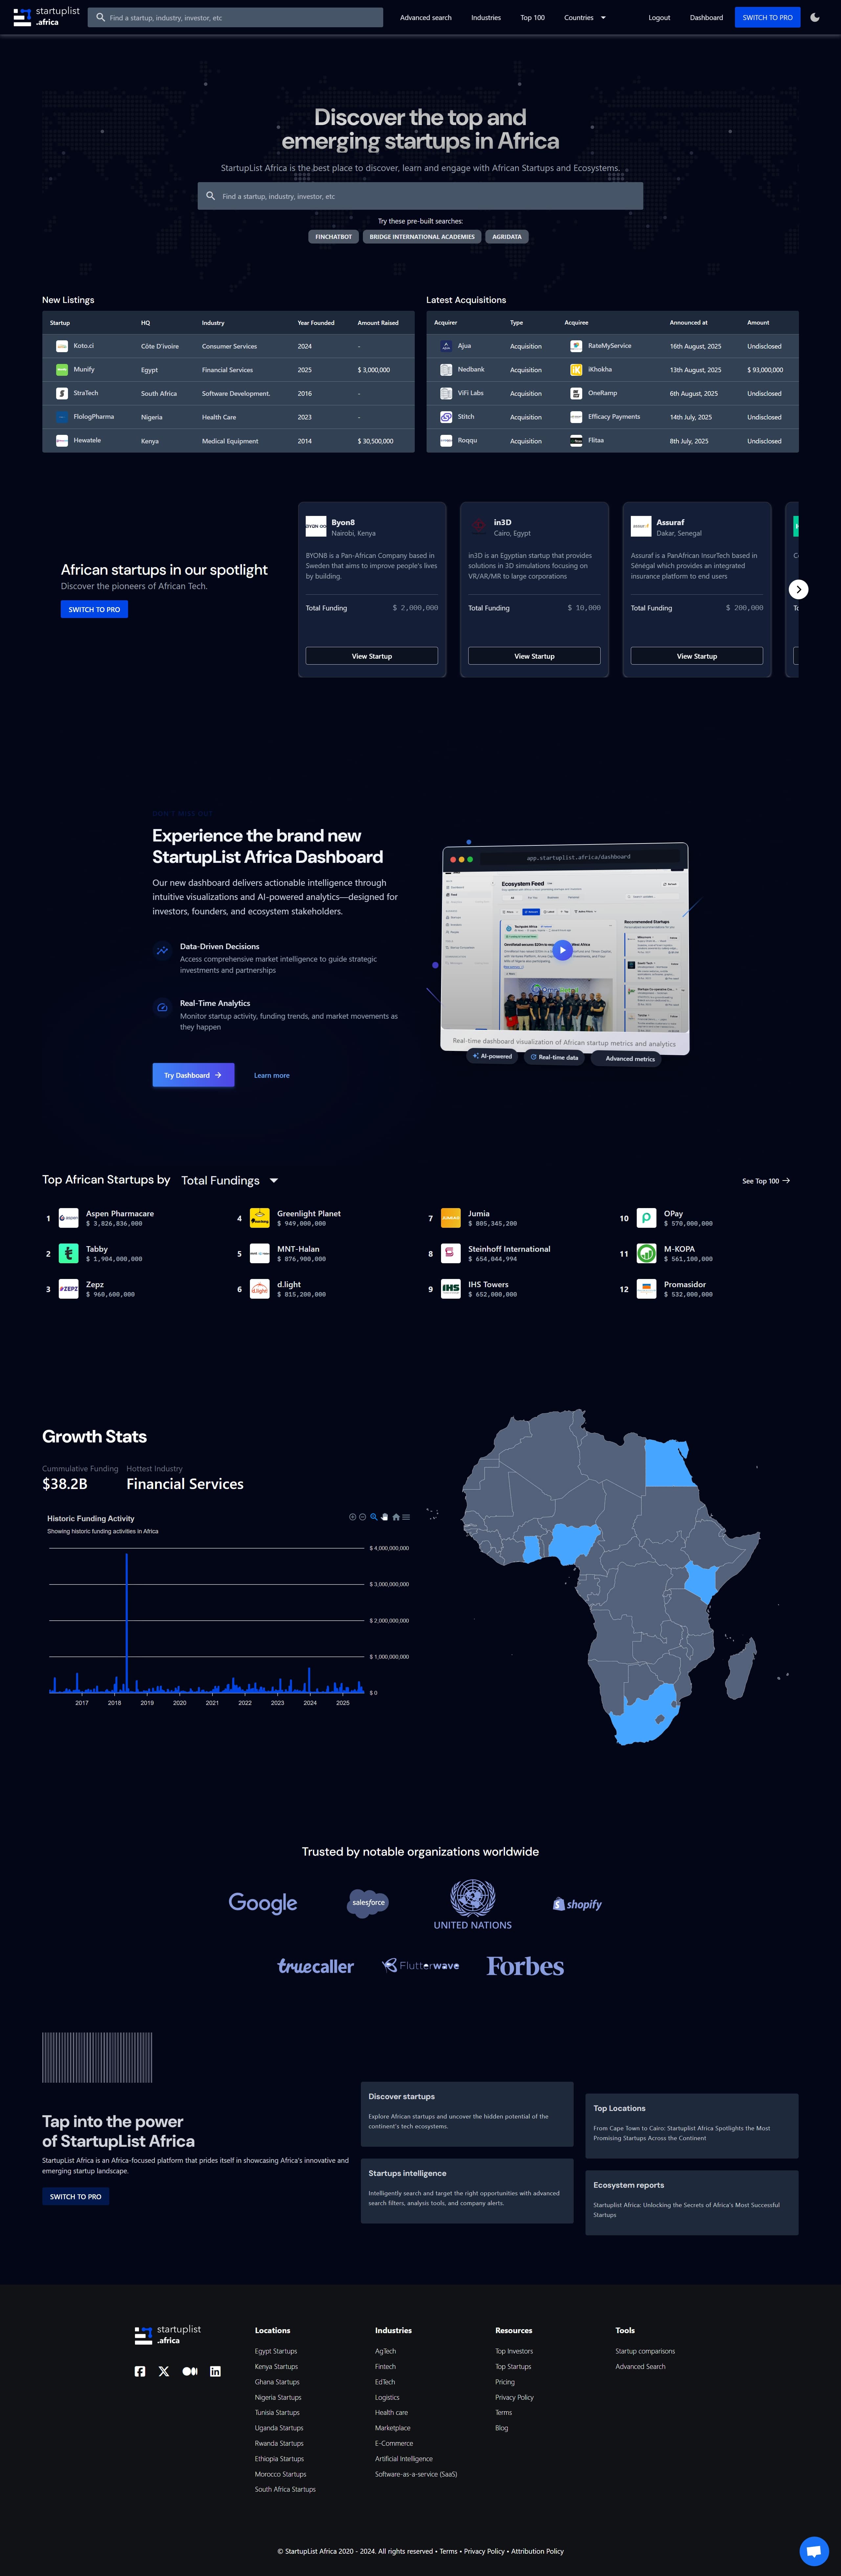 startuplist
.africa
Find a startup, industry, investor, etc
Advanced search
Industries
Top 100
Countries
Logout
Dashboard
SWITCH TO PRO
Discover the top and
emerging startups in Africa
StartupList Africa is the best place to discover, learn and engage with African Startups and Ecosystems.
Find a startup, industry, investor, etc
Try these pre-built searches:
FINCHATBOT
BRIDGE INTERNATIONAL ACADEMIES
AGRIDATA
New Listings
Startup HQ Industry Year Founded Amount Raised
Koto.ci Côte D'ivoire Consumer Services 2024 -
Munify Egypt Financial Services 2025 $ 3,000,000
StraTech South Africa Software Development. 2016 -
FlologPharma Nigeria Health Care 2023 -
Hewatele Kenya Medical Equipment 2014 $ 30,500,000
Latest Acquisitions
Acquirer Type Acquiree Announced at Amount
Ajua Acquisition RateMyService 16th August, 2025 Undisclosed
Nedbank Acquisition iKhokha 13th August, 2025 $ 93,000,000
ViFi Labs Acquisition OneRamp 6th August, 2025 Undisclosed
Stitch Acquisition Efficacy Payments 14th July, 2025 Undisclosed
Roqqu Acquisition Flitaa 8th July, 2025 Undisclosed
African startups in our spotlight
Discover the pioneers of African Tech.
SWITCH TO PRO
Byon8
Nairobi, Kenya
BYON8 is a Pan-African Company based in
Sweden that aims to improve people's lives
by building.
Total Funding $ 2,000,000
View Startup
in3D
Cairo, Egypt
in3D is an Egyptian startup that provides
solutions in 3D simulations focusing on
VR/AR/MR to large corporations
Total Funding $ 10,000
View Startup
Assuraf
Dakar, Senegal
Assuraf is a PanAfrican InsurTech based in
Sénégal which provides an integrated
insurance platform to end users
Total Funding $ 200,000
View Startup
Experience the brand new
StartupList Africa Dashboard
Our new dashboard delivers actionable intelligence through
intuitive visualizations and AI-powered analytics—designed for
investors, founders, and ecosystem stakeholders.
Data-Driven Decisions
Access comprehensive market intelligence to guide strategic
investments and partnerships
Real-Time Analytics
Monitor startup activity, funding trends, and market movements as
they happen
Try Dashboard
Learn more
app.startuplist.africa/dashboard
Ecosystem Feed
Recommended Startups
Real-time dashboard visualization of African startup metrics and analytics
AI-powered
Real-time data
Advanced metrics
Top African Startups by Total Fundings
See Top 100
1 Aspen Pharmacare
$ 3,826,836,000
2 Tabby
$ 1,904,000,000
3 Zepz
$ 960,600,000
4 Greenlight Planet
$ 949,000,000
5 MNT-Halan
$ 876,900,000
6 d.light
$ 815,200,000
7 Jumia
$ 805,345,200
8 Steinhoff International
$ 654,044,994
9 IHS Towers
$ 652,000,000
10 OPay
$ 570,000,000
11 M-KOPA
$ 561,100,000
12 Promasidor
$ 532,000,000
Growth Stats
Cummulative Funding
$38.2B
Hottest Industry
Financial Services
Historic Funding Activity
Showing historic funding activities in Africa
$ 4,000,000,000
$ 3,000,000,000
$ 2,000,000,000
$ 1,000,000,000
$ 0
2017 2018 2019 2020 2021 2022 2023 2024 2025
Trusted by notable organizations worldwide
Google
salesforce
UNITED NATIONS
shopify
truecaller
Flutterwave
Forbes
Tap into the power
of StartupList Africa
StartupList Africa is an Africa-focused platform that prides itself in showcasing Africa's innovative and
emerging startup landscape.
SWITCH TO PRO
Discover startups
Explore African startups and uncover the hidden potential of the
continent's tech ecosystems.
Startups intelligence
Intelligently search and target the right opportunities with advanced
search filters, analysis tools, and company alerts.
Top Locations
From Cape Town to Cairo: Startuplist Africa Spotlights the Most
Promising Startups Across the Continent
Ecosystem reports
Startuplist Africa: Unlocking the Secrets of Africa's Most Successful
Startups
startuplist
.africa
Locations
Egypt Startups
Kenya Startups
Ghana Startups
Nigeria Startups
Tunisia Startups
Uganda Startups
Rwanda Startups
Ethiopia Startups
Morocco Startups
South Africa Startups
Industries
AgTech
Fintech
EdTech
Logistics
Health care
Marketplace
E-Commerce
Artificial Intelligence
Software-as-a-service (SaaS)
Resources
Top Investors
Top Startups
Pricing
Privacy Policy
Terms
Blog
Tools
Startup comparisons
Advanced Search
© StartupList Africa 2020 - 2024. All rights reserved • Terms • Privacy Policy • Attribution Policy